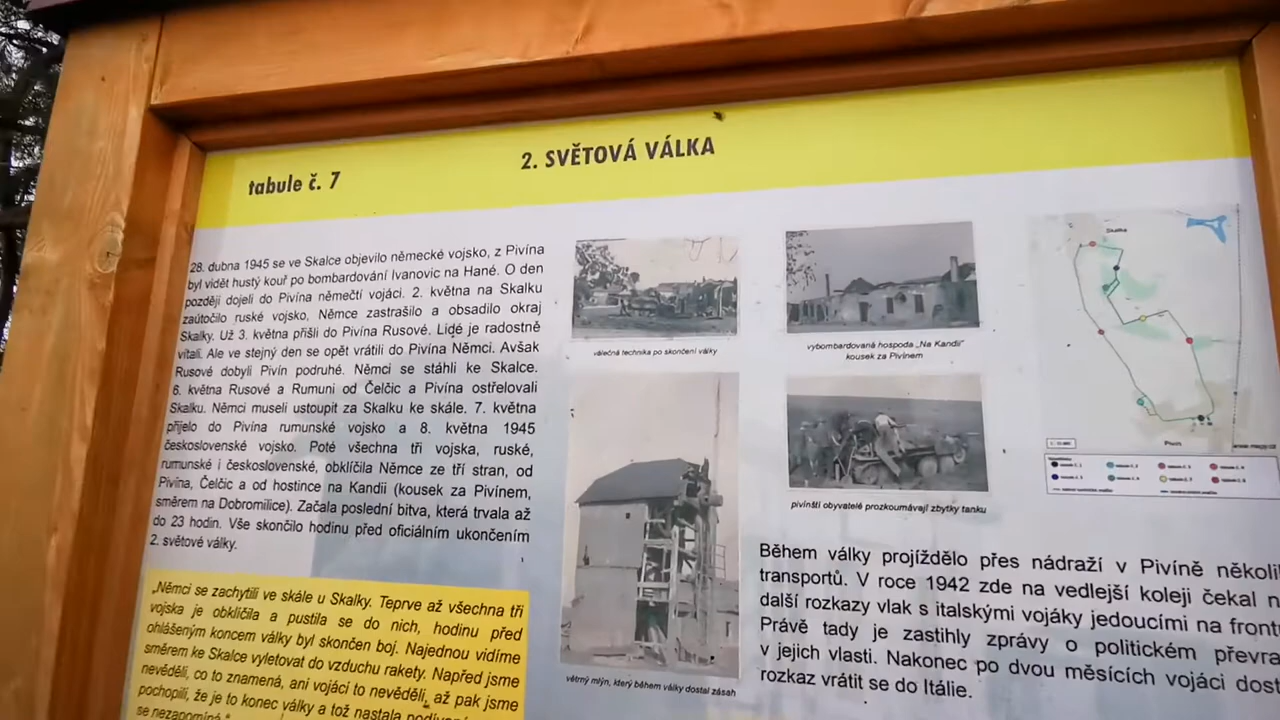 2. SVĚTOVÁ VÁLKA
tabule č. 7
28. dubna 1945 se ve Skalce objevilo německé vojsko, z Pivína
byl vidět hustý kouř po bombardování Ivanovic na Hané. O den
později dojeli do Pivína němečtí vojáci. 2. května na Skalku
zaútočilo ruské vojsko, Němce zastrašilo a obsadilo okraj
Skalky. Už 3. května přišli do Pivína Rusové. Lidé je radostně
vítali. Ale ve stejný den se opět vrátili do Pivína Němci. Avšak
Rusové dobyli Pivín podruhé. Němci se stáhli ke Skalce.
6. května Rusové a Rumuni od Čelčic a Pivína ostřelovali
Skalku. Němci museli ustoupit za Skalku ke skále. 7. května
přijelo do Pivína rumunské vojsko a 8. května 1945
československé vojsko. Poté všechna tři vojska, ruské,
rumunské i československé, obklíčila Němce ze tří stran, od
Pivína, Čelčic a od hostince na Kandii (kousek za Pivínem,
směrem na Dobromilice). Začala poslední bitva, která trvala až
do 23 hodin. Vše skončilo hodinu před oficiálním ukončením
2. světové války.
„Němci se zachytili ve skále u Skalky. Teprve až všechna tři
vojska je obklíčila a pustila se do nich, hodinu před
ohlášeným koncem války byl skončen boj. Najednou vidíme
směrem ke Skalce vyletovat do vzduchu rakety. Napřed jsme
nevěděli, co to znamená, ani vojáci to nevěděli, až pak jsme
pochopili, že je to konec války a tož nastala
se nezapomíná."
válečná technika po skončení války
vybombardovaná hospoda „Na Kandii"
kousek za Pivínem
větrný mlýn, který během války dostal zásah
pivínští obyvatelé prozkoumávají zbytky tanku
Skalka
Pivín
www.mapy.cz
Během války projíždělo přes nádraží v Pivíně několi
transportů. V roce 1942 zde na vedlejší koleji čekal n
další rozkazy vlak s italskými vojáky jedoucími na front
Právě tady je zastihly zprávy o politickém převra
v jejich vlasti. Nakonec po dvou měsících vojáci dost
rozkaz vrátit se do Itálie.